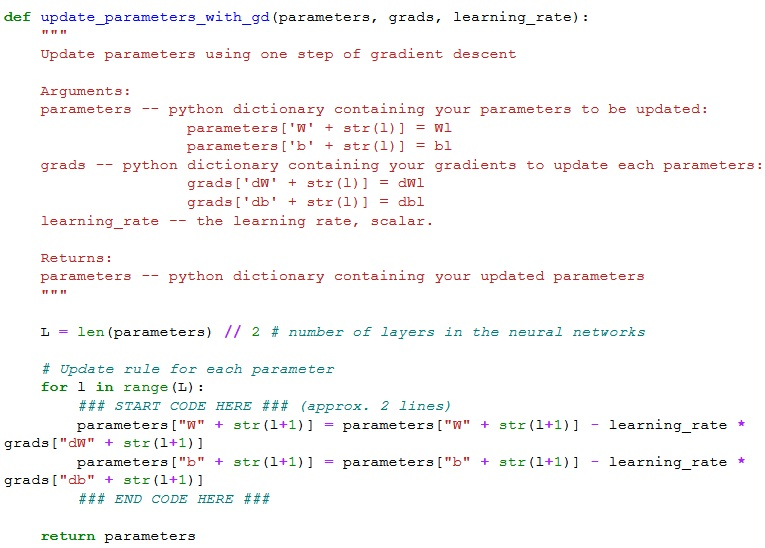 def update_parameters_with_gd(parameters, grads, learning_rate):
    """
    Update parameters using one step of gradient descent
    
    Arguments:
    parameters -- python dictionary containing your parameters to be updated:
                    parameters['W' + str(l)] = Wl
                    parameters['b' + str(l)] = bl
    grads -- python dictionary containing your gradients to update each parameters:
                    grads['dW' + str(l)] = dWl
                    grads['db' + str(l)] = dbl
    learning_rate -- the learning rate, scalar.
    
    Returns:
    parameters -- python dictionary containing your updated parameters
    """

    L = len(parameters) // 2 # number of layers in the neural networks

    # Update rule for each parameter
    for l in range(L):
        ### START CODE HERE ### (approx. 2 lines)
        parameters["W" + str(l+1)] = parameters["W" + str(l+1)] - learning_rate *
grads["dW" + str(l+1)]
        parameters["b" + str(l+1)] = parameters["b" + str(l+1)] - learning_rate *
grads["db" + str(l+1)]
        ### END CODE HERE ###

    return parameters